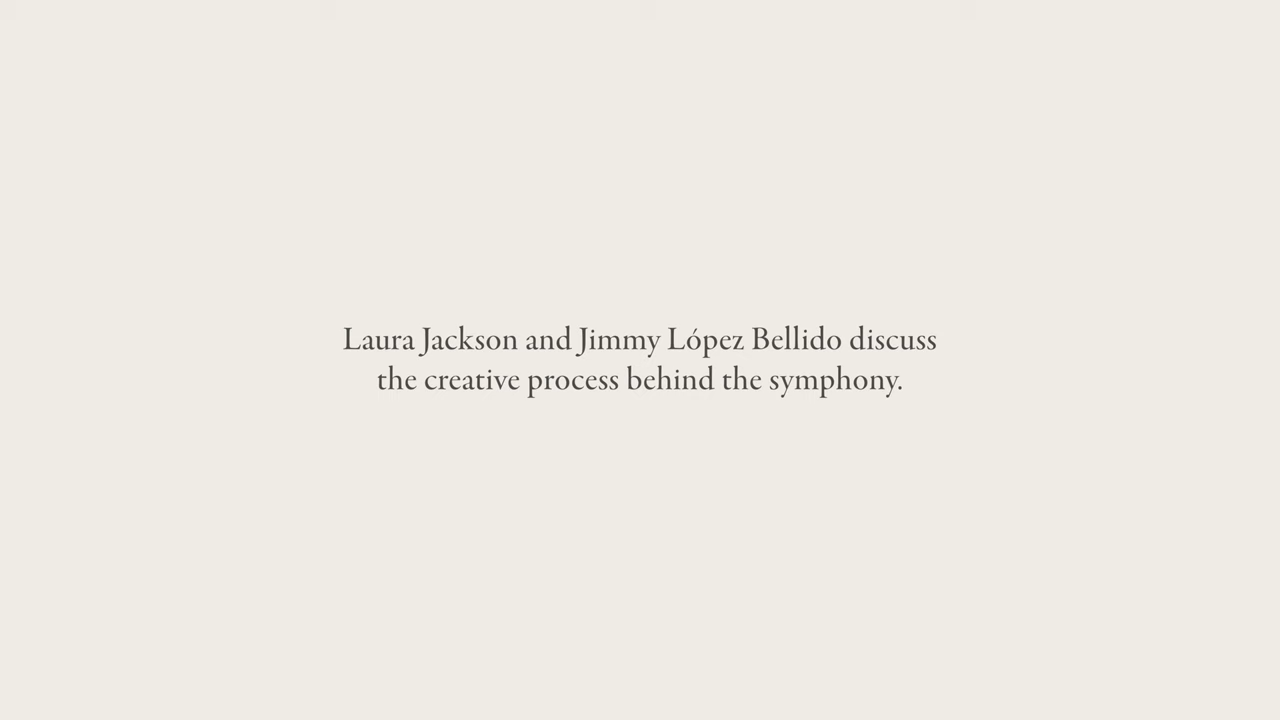 Laura Jackson and Jimmy López Bellido discuss
the creative process behind the symphony.